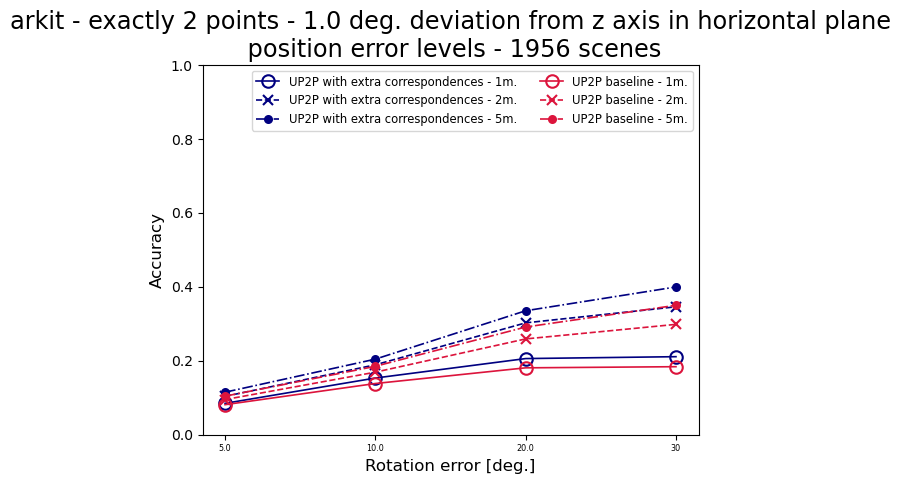 arkit - exactly 2 points - 1.0 deg. deviation from z axis in horizontal plane
position error levels - 1956 scenes
UP2P with extra correspondences - 1m.
UP2P with extra correspondences - 2m.
UP2P with extra correspondences - 5m.
UP2P baseline - 1m.
UP2P baseline - 2m.
UP2P baseline - 5m.
Accuracy
1.0
0.8
0.6
0.4
0.2
0.0
5.0 10.0 20.0 30
Rotation error [deg.]